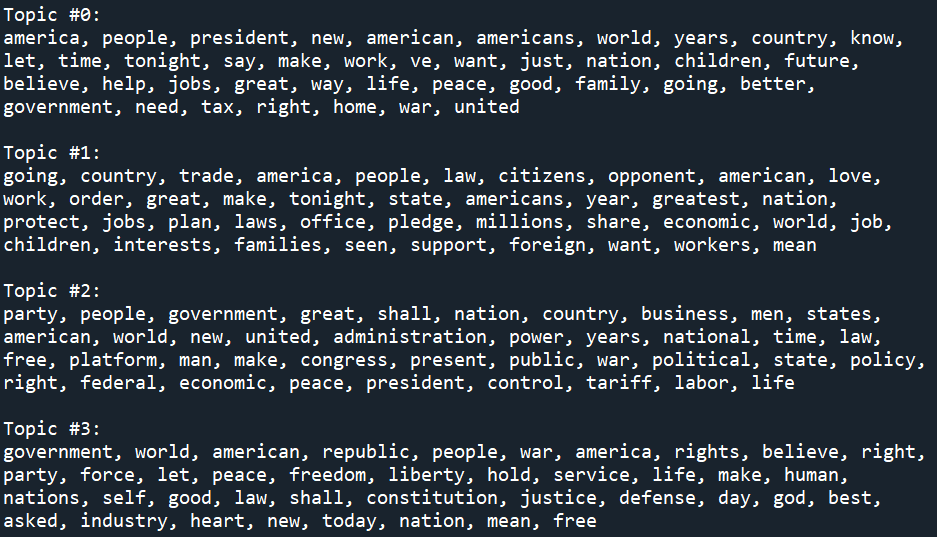 Topic #0:
america, people, president, new, american, americans, world, years, country, know,
let, time, tonight, say, make, work, ve, want, just, nation, children, future,
believe, help, jobs, great, way, life, peace, good, family, going, better,
government, need, tax, right, home, war, united
Topic #1:
going, country, trade, america, people, law, citizens, opponent, american, love,
work, order, great, make, tonight, state, americans, year, greatest, nation,
protect, jobs, plan, laws, office, pledge, millions, share, economic, world, job,
children, interests, families, seen, support, foreign, want, workers, mean
Topic #2:
party, people, government, great, shall, nation, country, business, men, states,
american, world, new, united, administration, power, years, national, time, law,
free, platform, man, make, congress, present, public, war, political, state, policy,
right, federal, economic, peace, president, control, tariff, labor, life
Topic #3:
government, world, american, republic, people, war, america, rights, believe, right,
party, force, let, peace, freedom, liberty, hold, service, life, make, human,
nations, self, good, law, shall, constitution, justice, defense, day, god, best,
asked, industry, heart, new, today, nation, mean, free